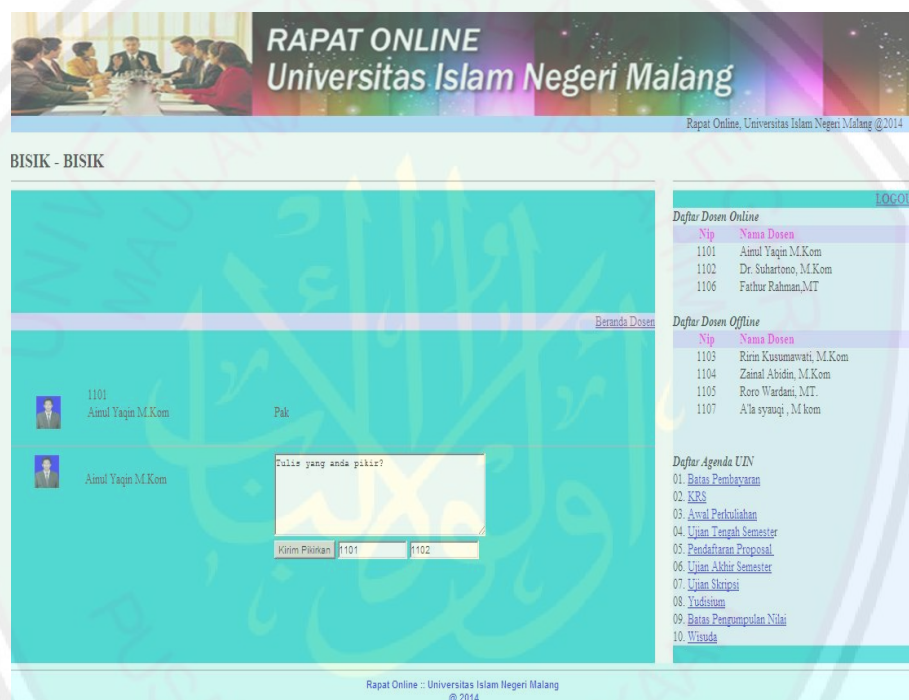 RAPAT ONLINE
Universitas Islam Negeri Malang
Rapat Online, Universitas Islam Negeri Malang @2014
BISIK - BISIK
LOGOU
Daftar Dosen Online
Nip Nama Dosen
1101 Ainul Yaqin M.Kom
1102 Dr. Suhartono, M.Kom
1106 Fathur Rahman,MT
Beranda Dosen
Daftar Dosen Offline
Nip Nama Dosen
1103 Ririn Kusumawati, M.Kom
1104 Zainal Abidin, M.Kom
1105 Roro Wardani, MT.
1107 A'la syauqi , M kom
1101
Ainul Yaqin M.Kom Pak
Ainul Yaqin M.Kom
Tulis yang anda pikir?
Kirim Pikirkan 1101 1102
Daftar Agenda UIN
01. Batas Pembayaran
02. KRS
03. Awal Perkuliahan
04. Ujian Tengah Semester
05. Pendaftaran Proposal
06. Ujian Akhir Semester
07. Ujian Skripsi
08. Yudisium
09. Batas Pengumpulan Nilai
10. Wisuda
Rapat Online :: Universitas Islam Negeri Malang
@ 2014